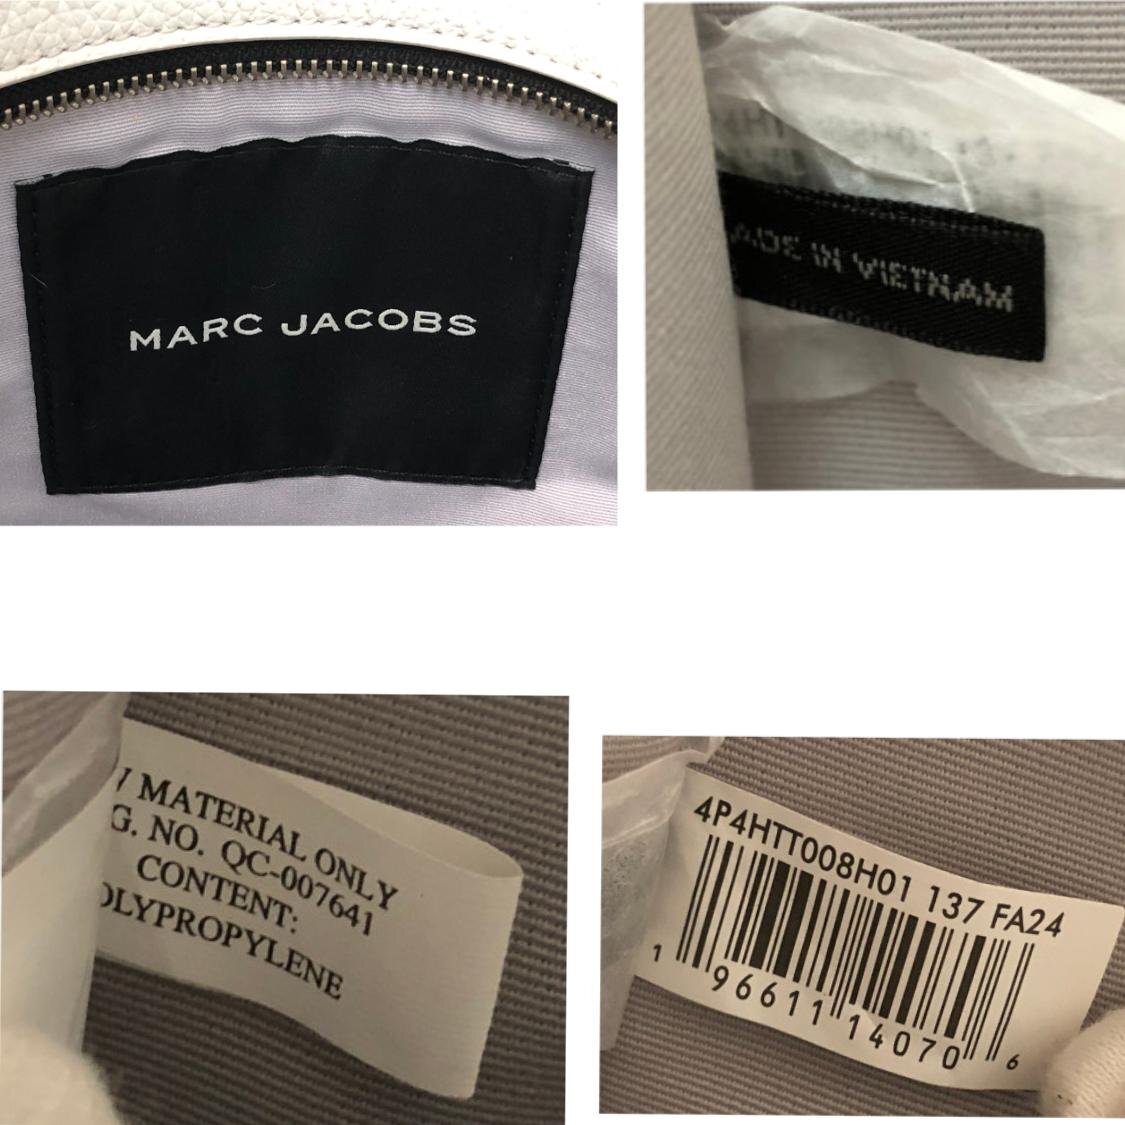 MARC JACOBS
MADE IN VIETNAM
MATERIAL ONLY
G. NO. QC-007641
CONTENT:
OLYPROPYLENE
4P4HTT008H01 137 FA24
1 96611 14070 6